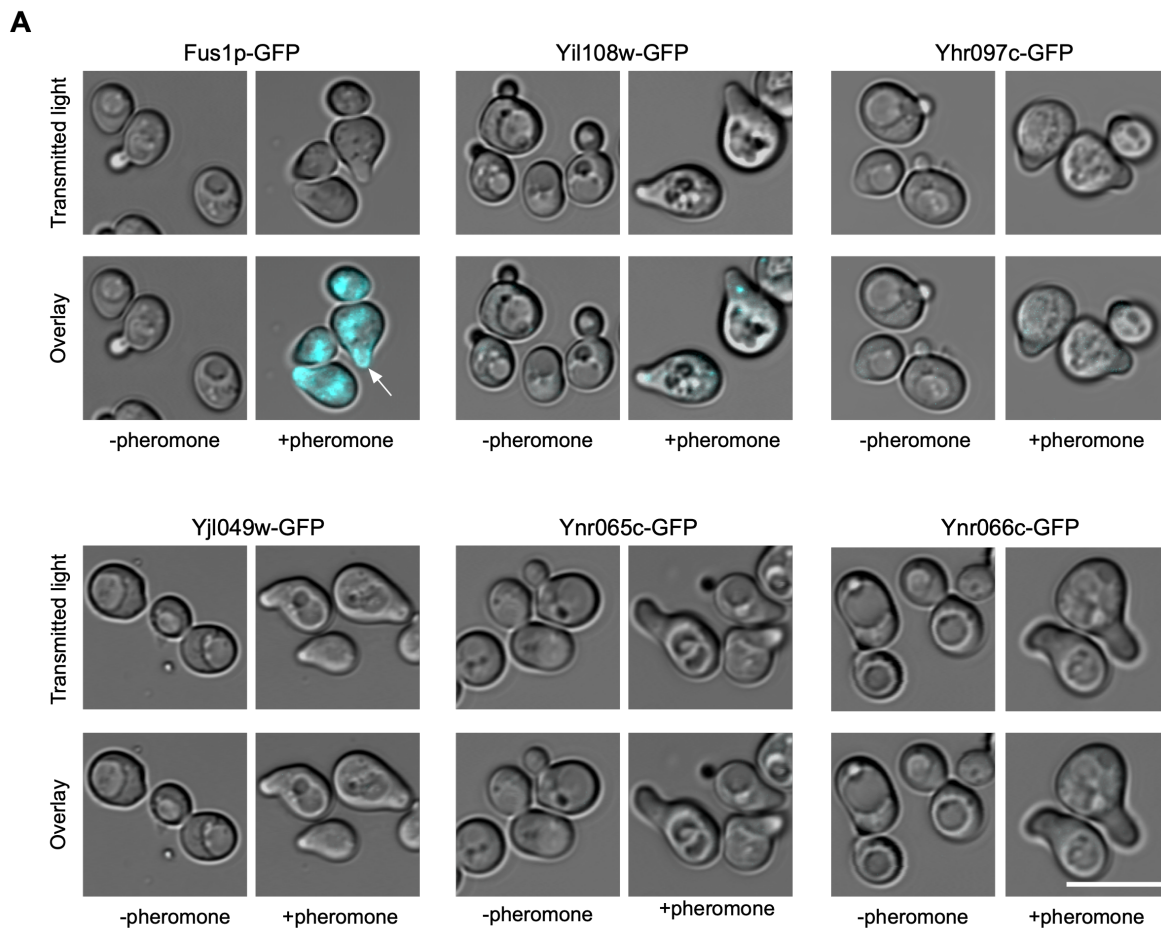 A
Fus1p-GFP
Yil108w-GFP
Yhr097c-GFP
Transmitted light
Overlay
-pheromone
+pheromone
-pheromone
+pheromone
-pheromone
+pheromone
Yjl049w-GFP
Ynr065c-GFP
Ynr066c-GFP
Transmitted light
Overlay
-pheromone
+pheromone
-pheromone
+pheromone
-pheromone
+pheromone